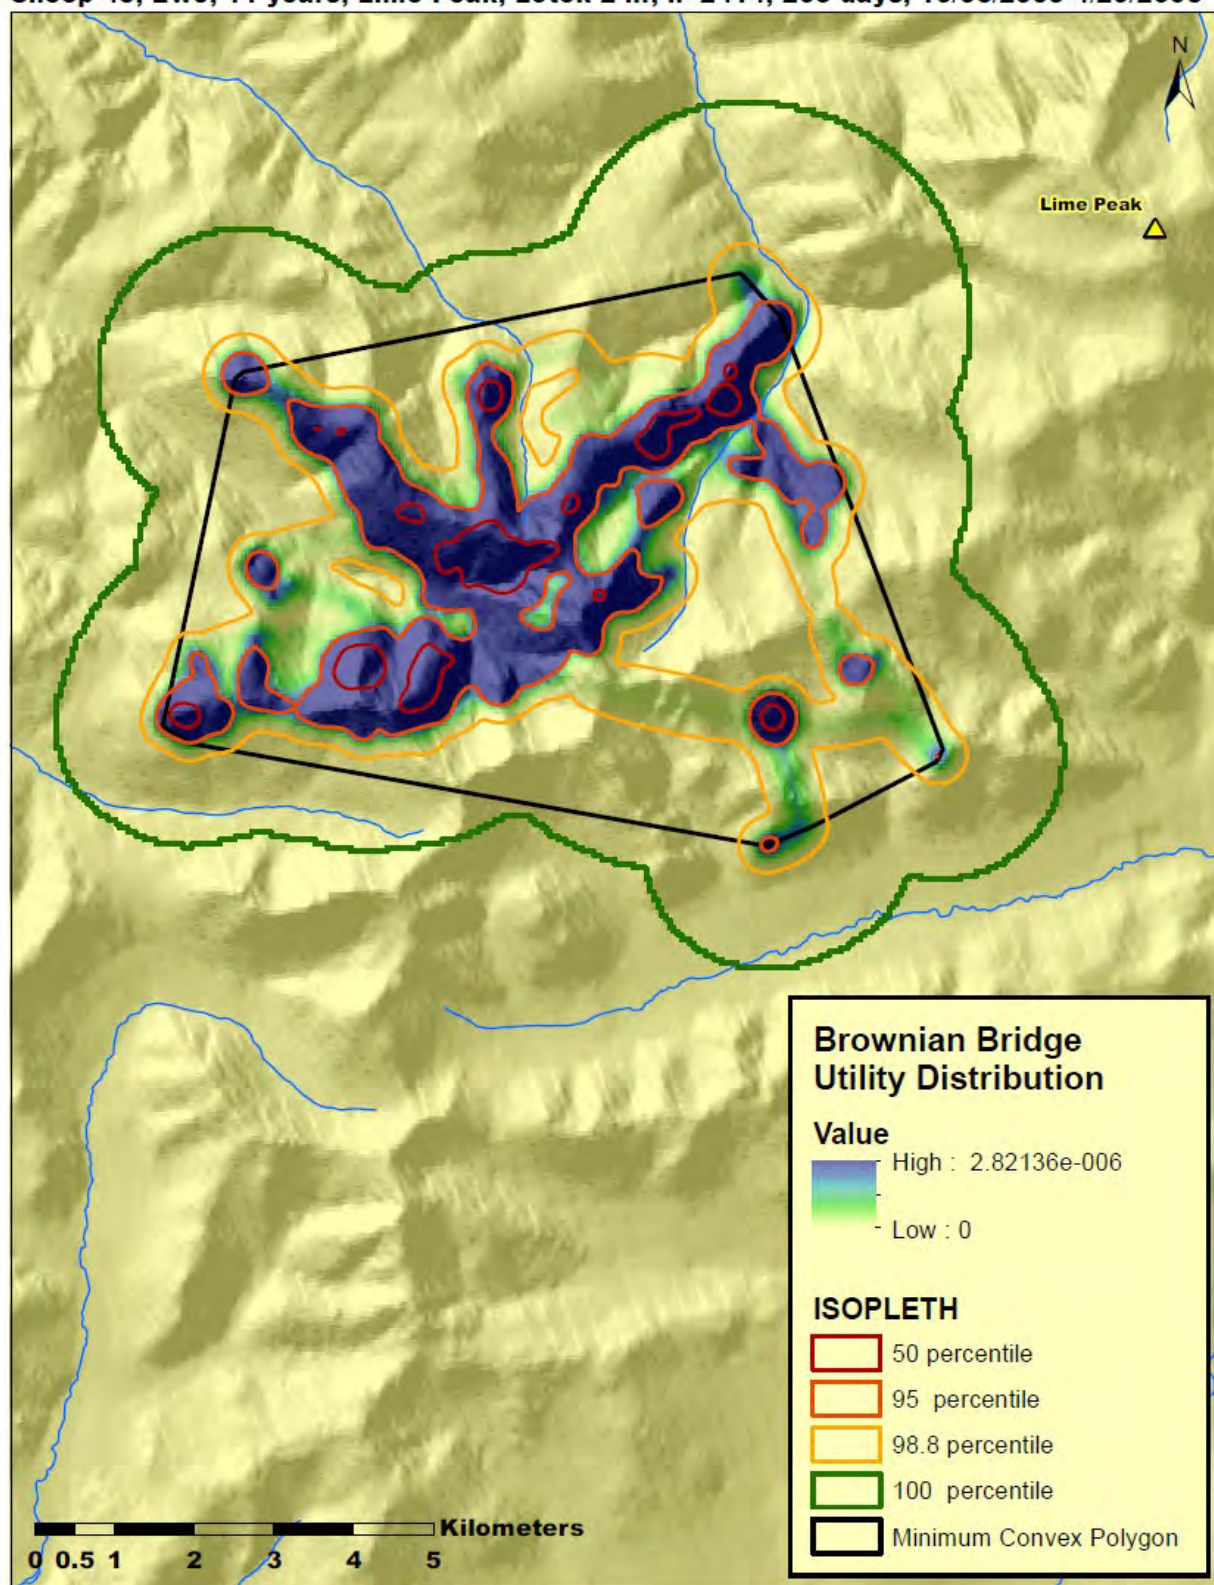 N
Lime Peak
Brownian Bridge
Utility Distribution
Value
High : 2.82136e-006
Low : 0
ISOPLETH
50 percentile
95 percentile
98.8 percentile
100 percentile
Minimum Convex Polygon
Kilometers
0 0.5 1 2 3 4 5